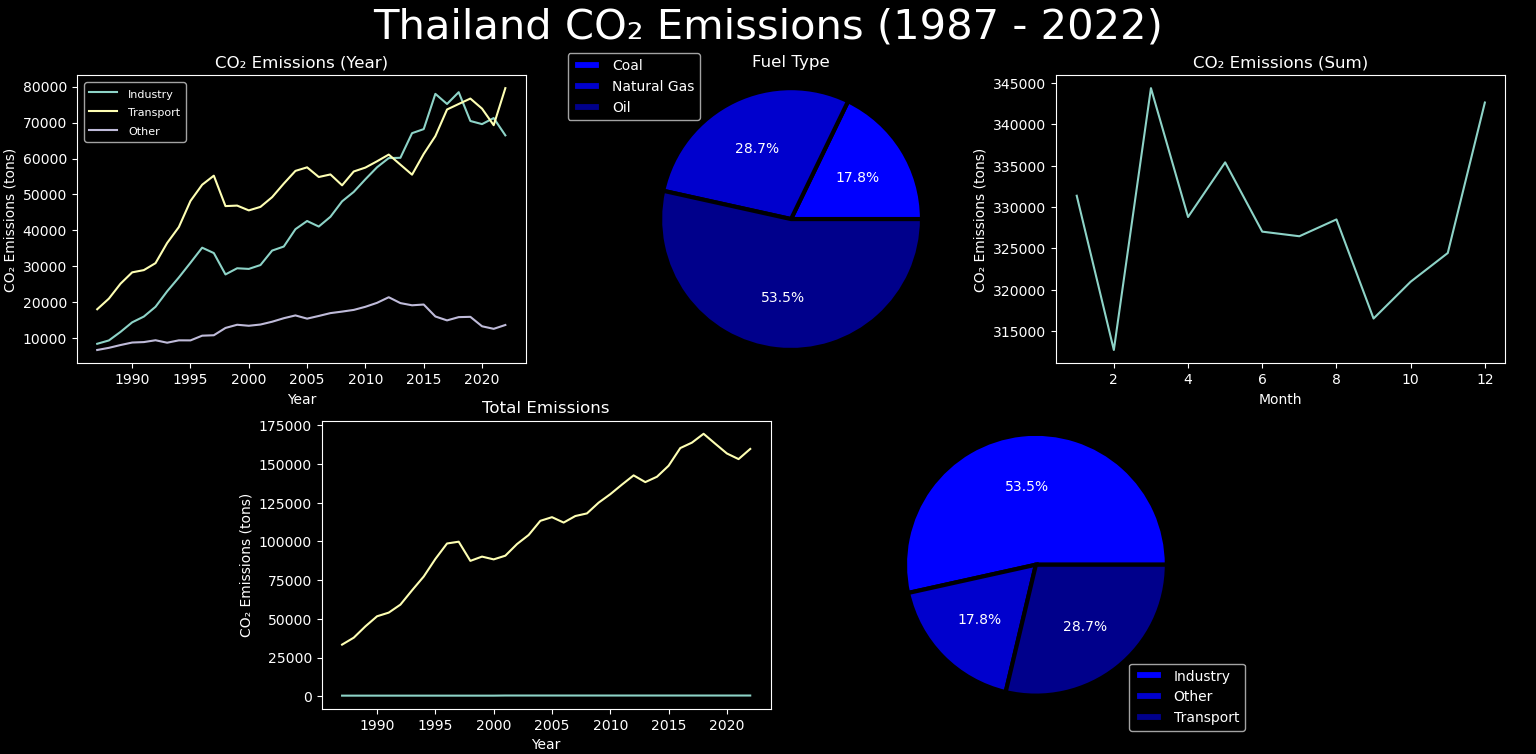 Thailand CO₂ Emissions (1987 - 2022)
CO₂ Emissions (Year)
80000
70000
60000
50000
40000
30000
20000
10000
CO₂ Emissions (tons)
Industry
Transport
Other
1990 1995 2000 2005 2010 2015 2020
Year
Fuel Type
Coal
Natural Gas
Oil
28.7%
17.8%
53.5%
CO₂ Emissions (Sum)
345000
340000
335000
330000
325000
320000
315000
CO₂ Emissions (tons)
2 4 6 8 10 12
Month
Total Emissions
175000
150000
125000
100000
75000
50000
25000
0
CO₂ Emissions (tons)
1990 1995 2000 2005 2010 2015 2020
Year
53.5%
17.8%
28.7%
Industry
Other
Transport